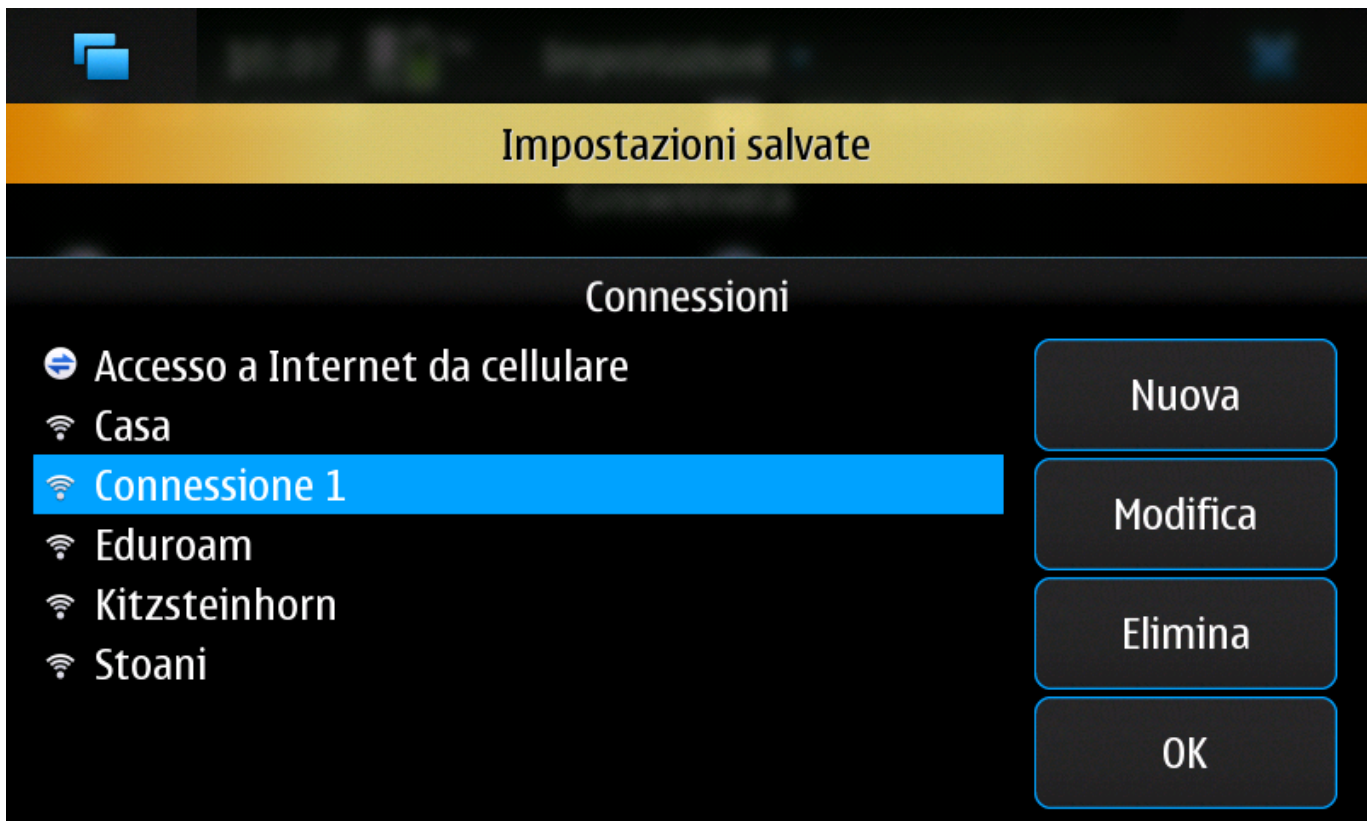 Impostazioni salvate
Connessioni
Accesso a Internet da cellulare
Casa
Connessione 1
Eduroam
Kitzsteinhorn
Stoani
Nuova
Modifica
Elimina
OK